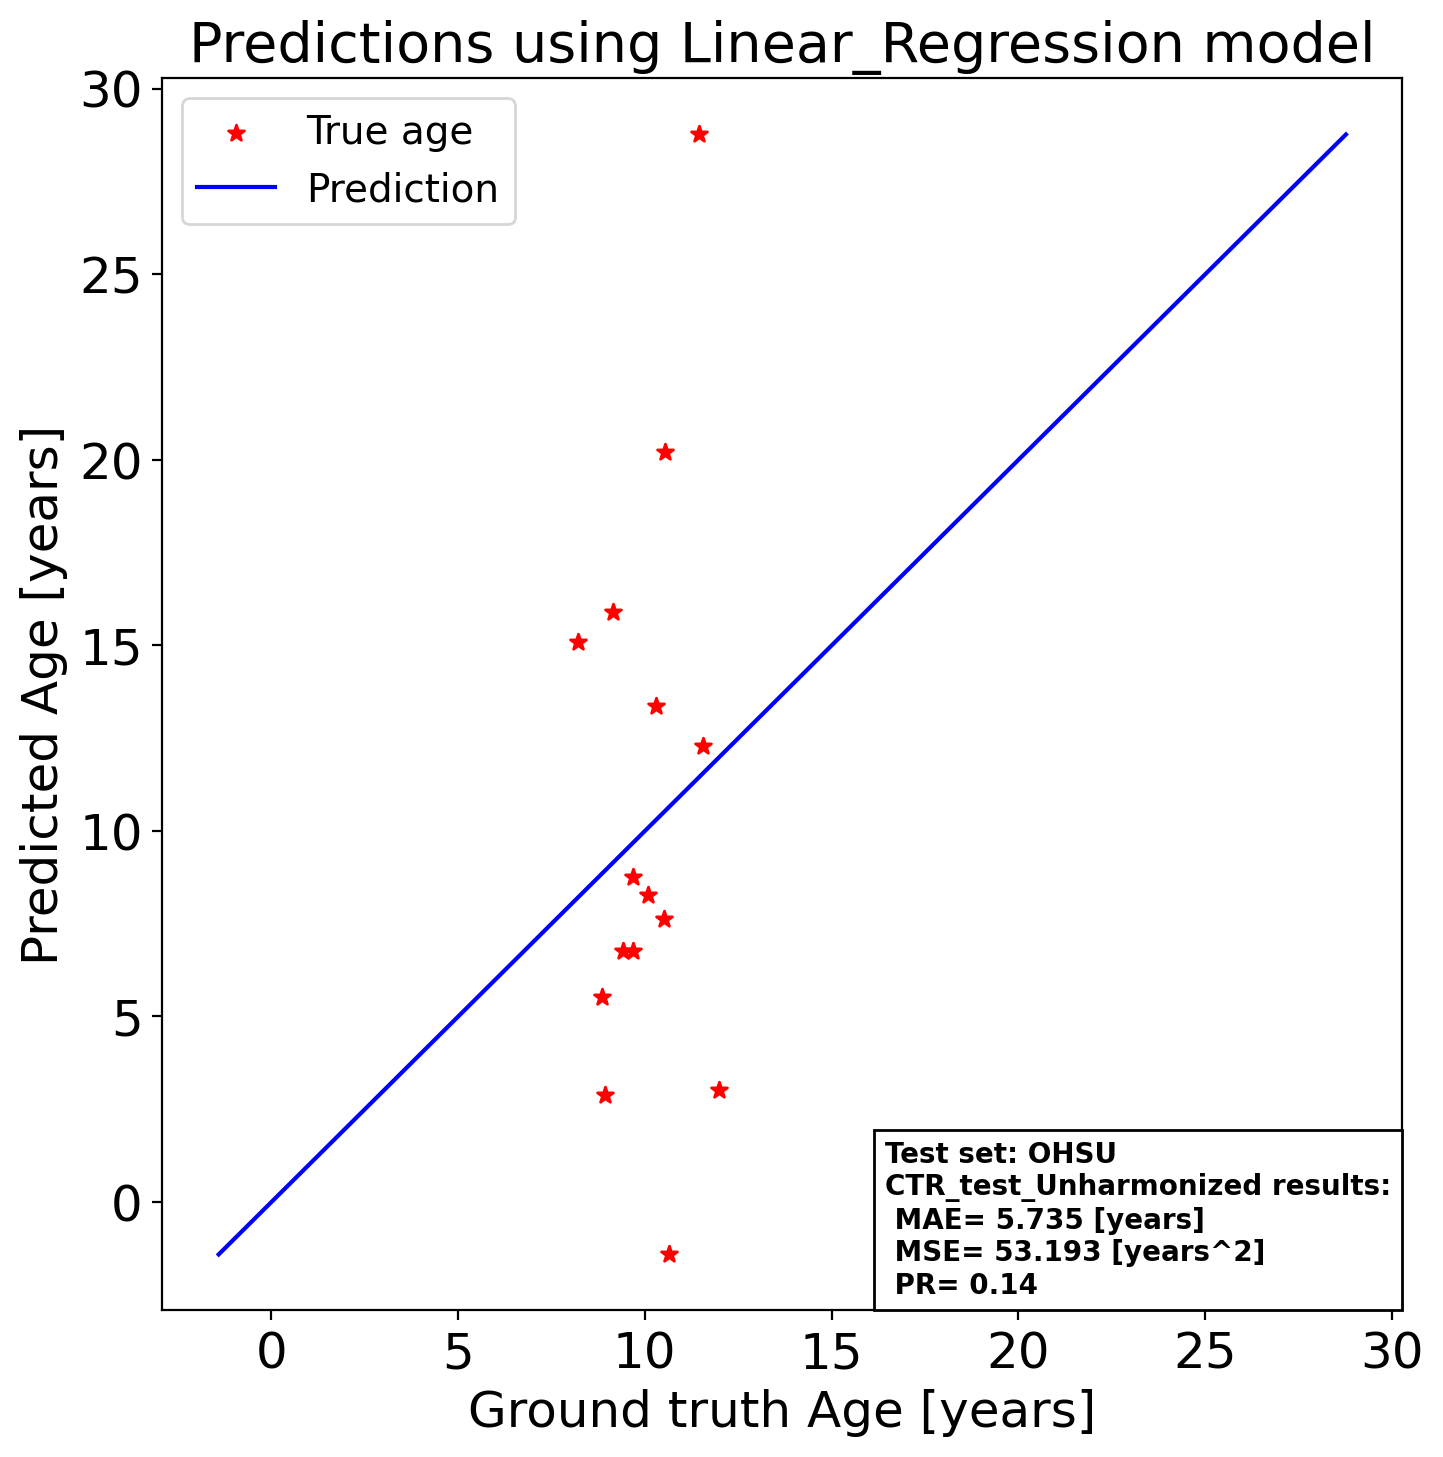 Predictions using Linear_Regression model
30
25
20
15
10
5
0
Predicted Age [years]
True age
Prediction
Test set: OHSU
CTR_test_Unharmonized results:
MAE= 5.735 [years]
MSE= 53.193 [years^2]
PR= 0.14
0 5 10 15 20 25 30
Ground truth Age [years]